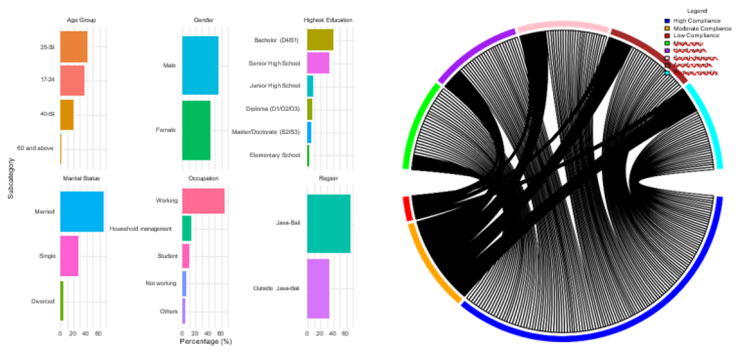 Age Group
Gender
Highest Education
Legend
High Compliance
Moderate Compliance
Low Compliance
25-39
17-24
40-59
60 and above
Male
Female
Bachelor (D4/S1)
Senior High School
Junior High School
Diploma (D1/D2/D3)
Master/Doctorate (S2/S3)
Elementary School
Subcategory
Marital Status
Occupation
Region
Married
Single
Divorced
Working
Household management
Student
Not working
Others
Java-Bali
Outside Java-Bali
0 20 40 60
0 20 40 60
0 20 40 60
Percentage (%)